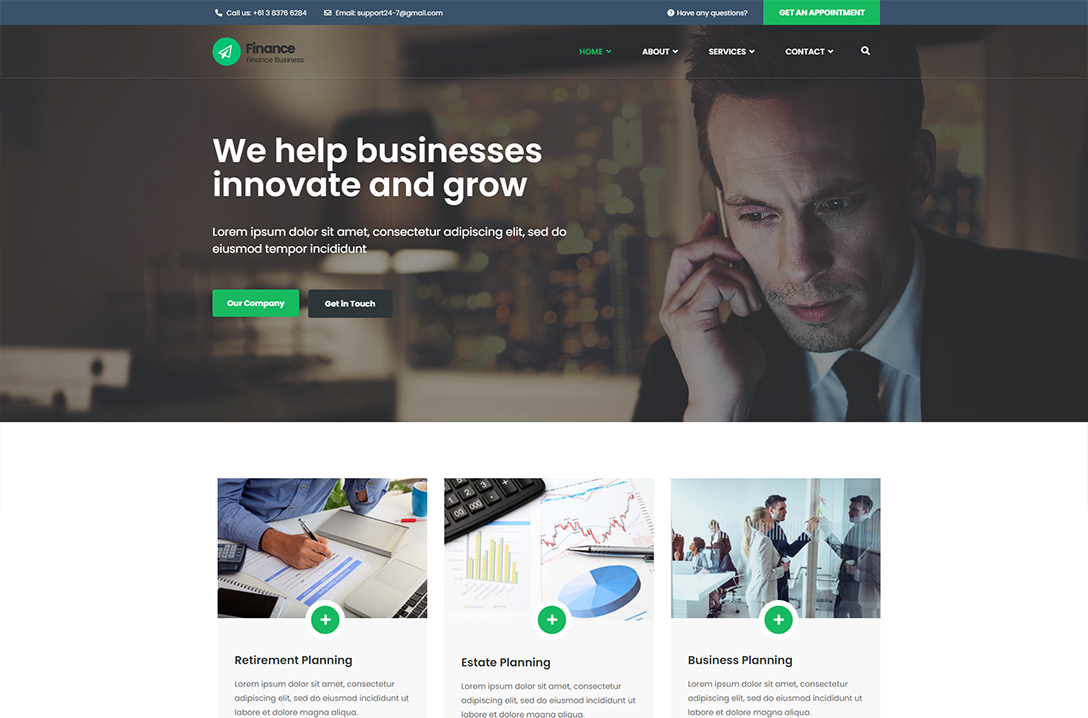 Call us: +61 3 8376 6284
Email: support24-7@gmail.com
Have any questions?
GET AN APPOINTMENT
Finance
Finance Business
HOME
ABOUT
SERVICES
CONTACT
We help businesses
innovate and grow
Lorem ipsum dolor sit amet, consectetur adipiscing elit, sed do
eiusmod tempor incididunt
Our Company
Get in Touch
Retirement Planning
Lorem ipsum dolor sit amet, consectetur
adipiscing elit, sed do eiusmod incididunt ut
labore et dolore magna aliqua.
Estate Planning
Lorem ipsum dolor sit amet, consectetur
adipiscing elit, sed do eiusmod incididunt ut
labore et dolore magna aliqua.
Business Planning
Lorem ipsum dolor sit amet, consectetur
adipiscing elit, sed do eiusmod incididunt ut
labore et dolore magna aliqua.